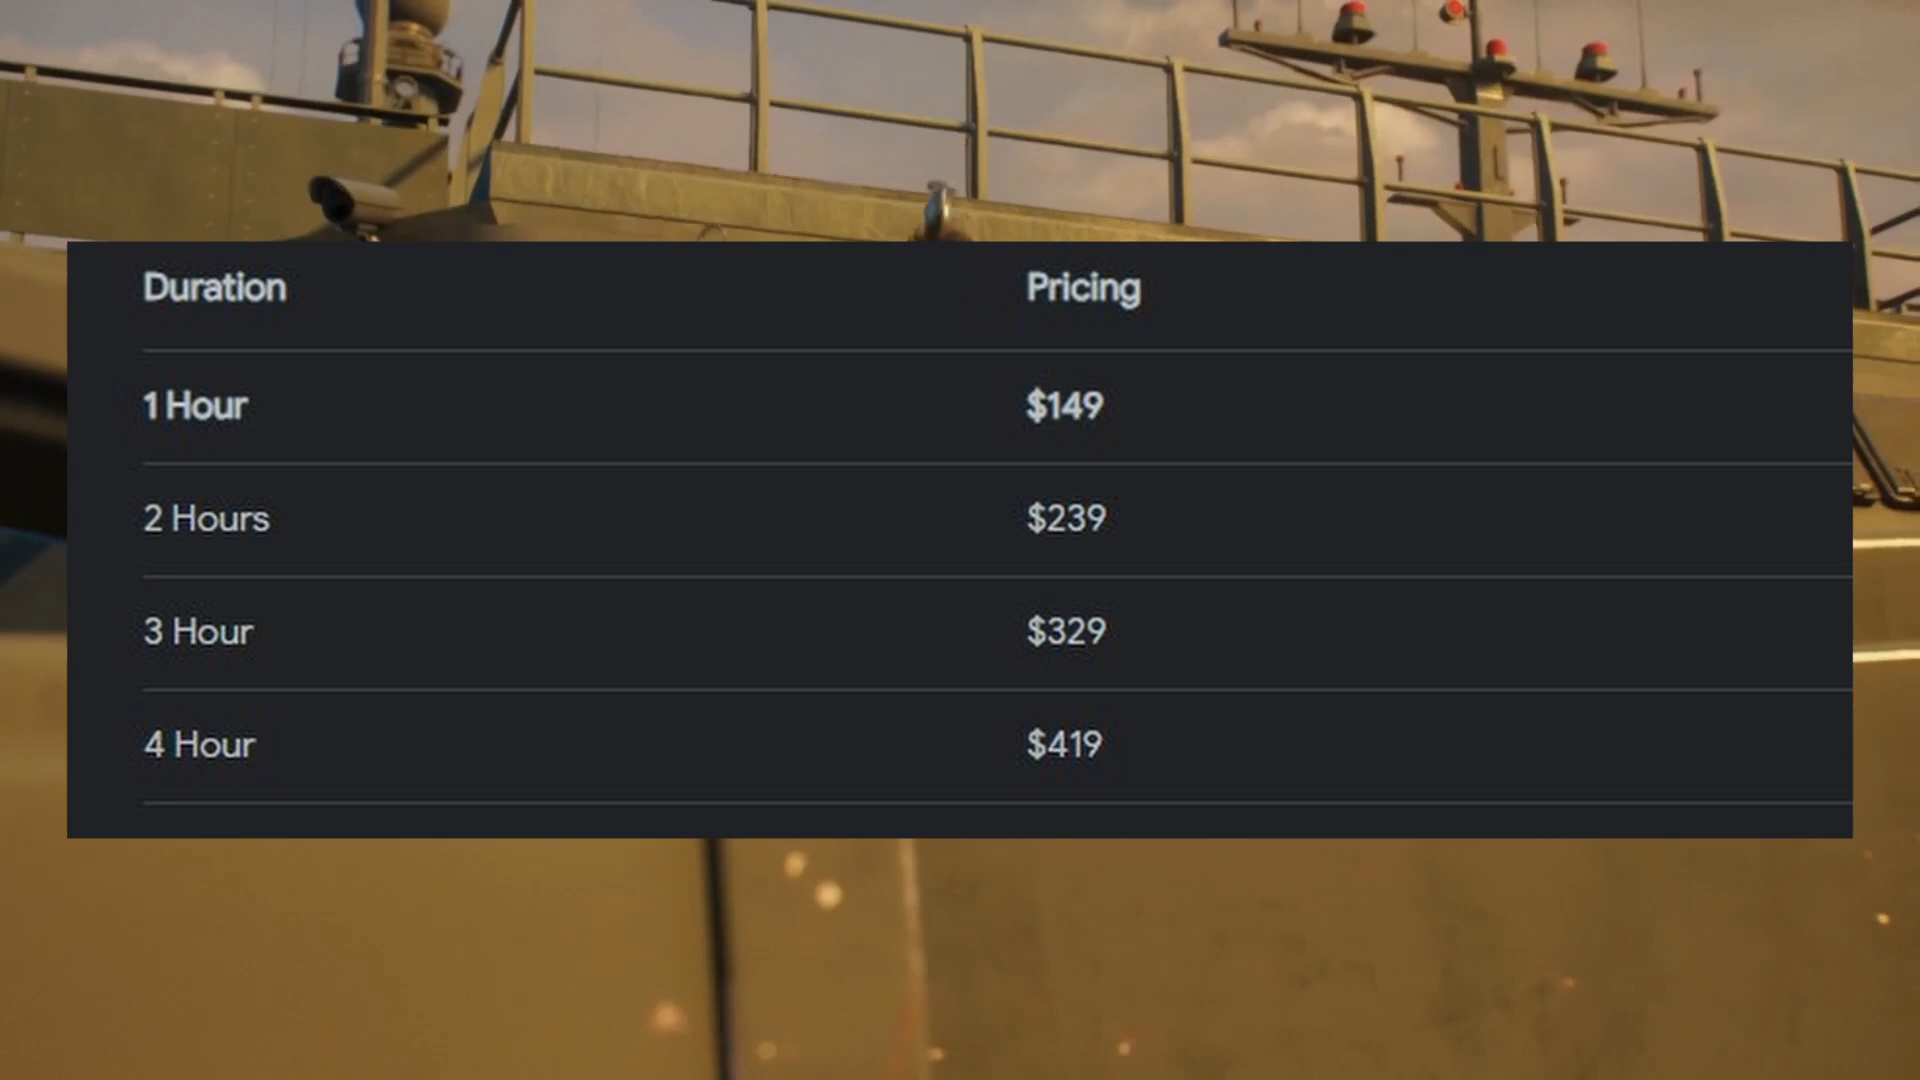 Duration Pricing
1 Hour $149
2 Hours $239
3 Hour $329
4 Hour $419